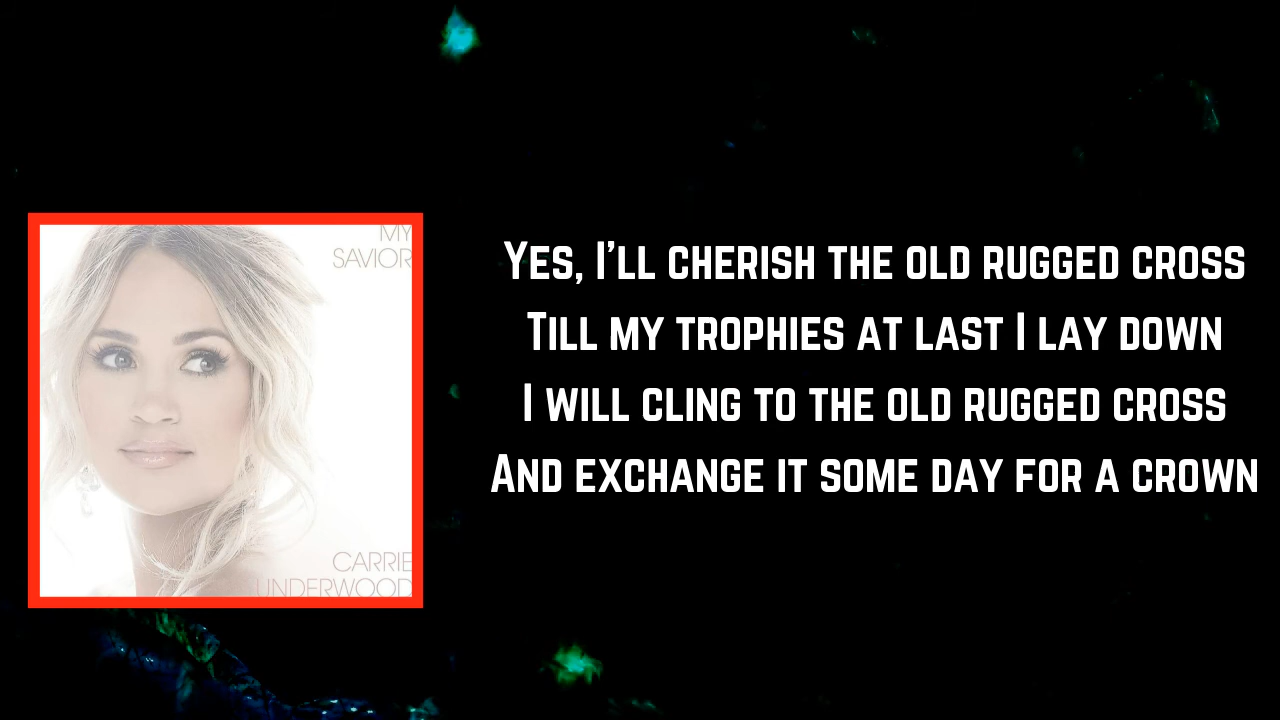 MY
SAVIOR
CARRIE
UNDERWOOD
Yes, I'll cherish the old rugged cross
Till my trophies at last I lay down
I will cling to the old rugged cross
And exchange it some day for a crown